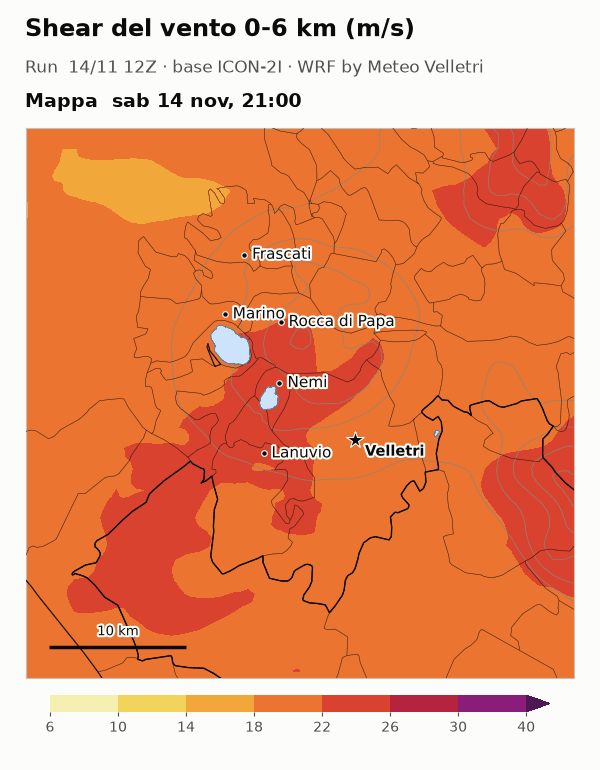 Shear del vento 0-6 km (m/s)
Run  14/11 12Z · base ICON-2I · WRF by Meteo Velletri
Mappa  sab 14 nov, 21:00
Frascati
Marino
Rocca di Papa
Nemi
Velletri
Lanuvio
10 km
6 10 14 18 22 26 30 40